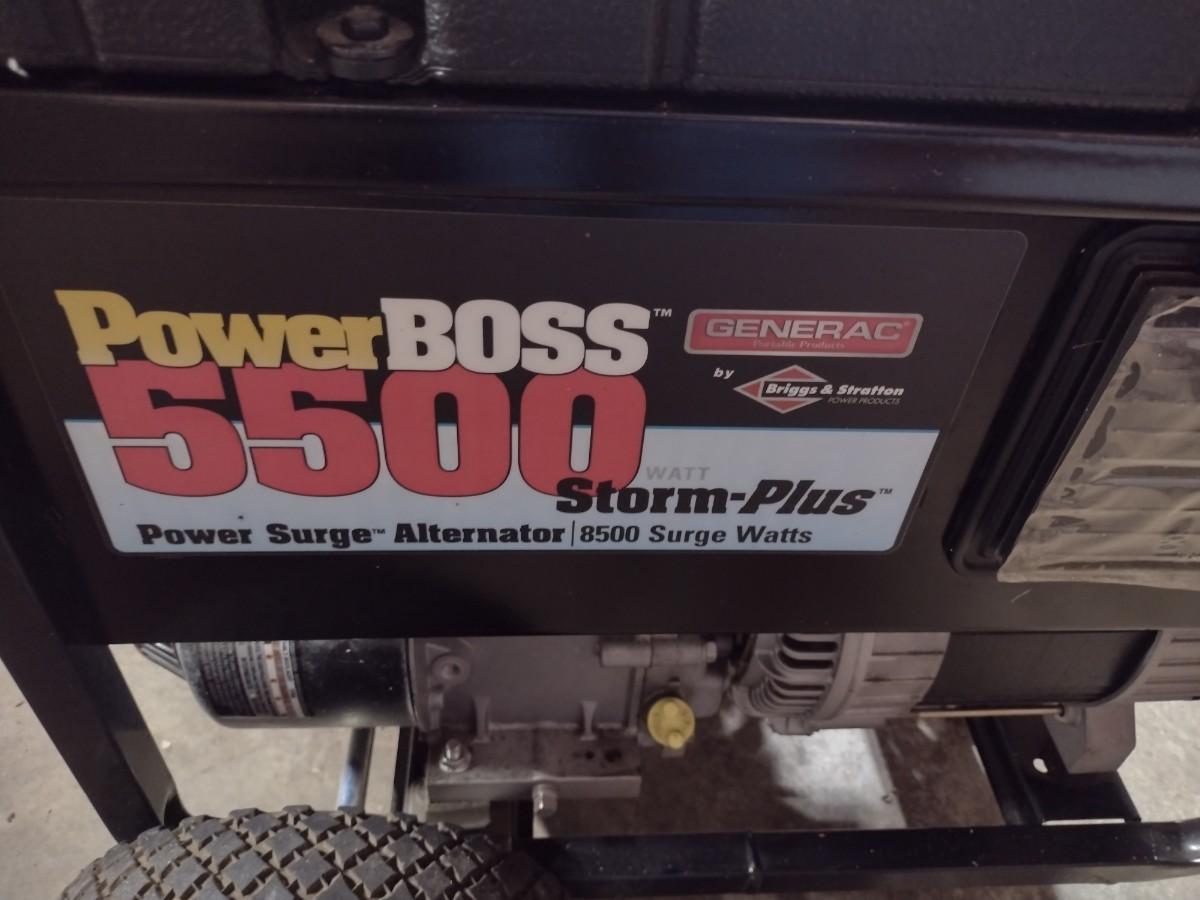 PowerBOSS™
5500
WATT
Storm-Plus™
Power Surge™ Alternator | 8500 Surge Watts
GENERAC®
Portable Products
by Briggs & Stratton
POWER PRODUCTS